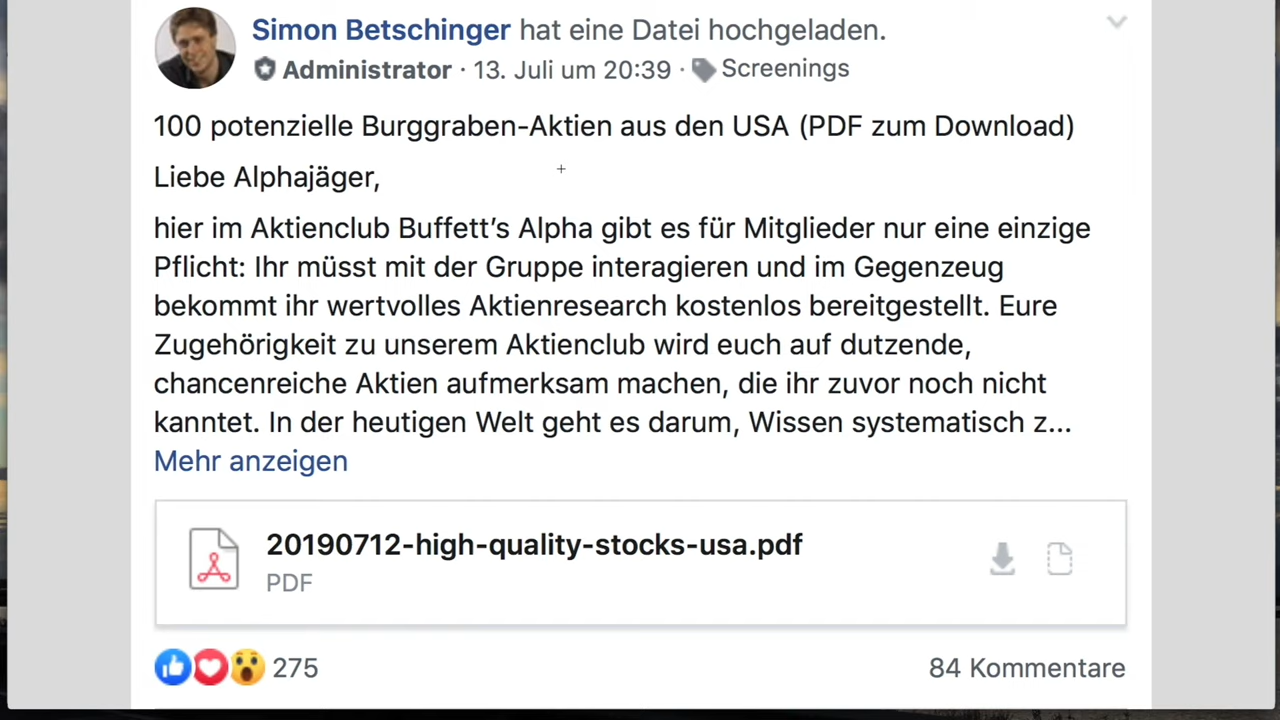 Simon Betschinger hat eine Datei hochgeladen.
Administrator · 13. Juli um 20:39 · Screenings
100 potenzielle Burggraben-Aktien aus den USA (PDF zum Download)
Liebe Alphajäger,
hier im Aktienclub Buffett's Alpha gibt es für Mitglieder nur eine einzige
Pflicht: Ihr müsst mit der Gruppe interagieren und im Gegenzug
bekommt ihr wertvolles Aktienresearch kostenlos bereitgestellt. Eure
Zugehörigkeit zu unserem Aktienclub wird euch auf dutzende,
chancenreiche Aktien aufmerksam machen, die ihr zuvor noch nicht
kanntet. In der heutigen Welt geht es darum, Wissen systematisch z...
Mehr anzeigen
20190712-high-quality-stocks-usa.pdf
PDF
275
84 Kommentare